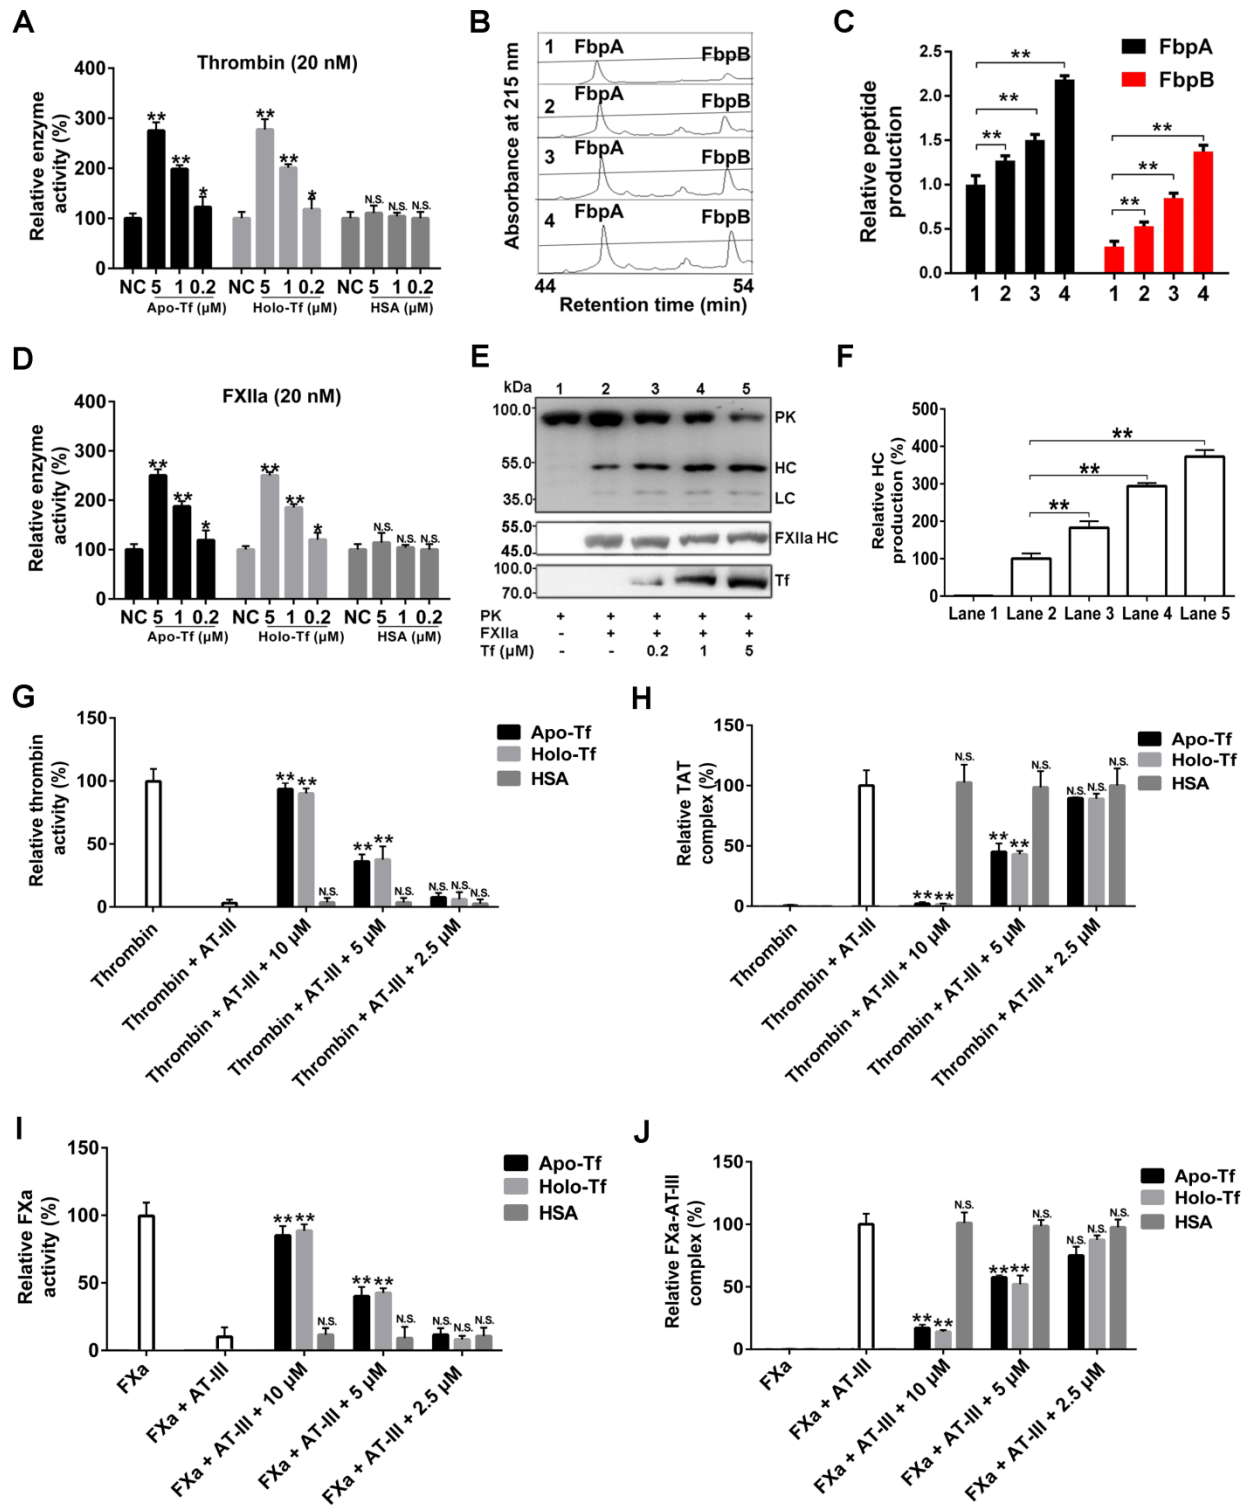 A
Thrombin (20 nM)
Relative enzyme
activity (%)
400
300
200
100
0
** ** * ** ** * N.S. N.S. N.S.
NC 5 1 0.2 NC 5 1 0.2 NC 5 1 0.2
Apo-Tf (μM) Holo-Tf (μM) HSA (μM)
B
Absorbance at 215 nm
1 FbpA FbpB
2 FbpA FbpB
3 FbpA FbpB
4 FbpA FbpB
44 54
Retention time (min)
C
FbpA
FbpB
Relative peptide
production
2.5
2.0
1.5
1.0
0.5
0.0
** ** ** ** ** **
1 2 3 4 1 2 3 4
D
FXIIa (20 nM)
Relative enzyme
activity (%)
400
300
200
100
0
** ** * ** ** * N.S. N.S. N.S.
NC 5 1 0.2 NC 5 1 0.2 NC 5 1 0.2
Apo-Tf (μM) Holo-Tf (μM) HSA (μM)
E
kDa 1 2 3 4 5
100.0 PK
55.0 HC
35.0 LC
55.0
45.0 FXIIa HC
100.0
70.0 Tf
PK + + + + +
FXIIa - + + + +
Tf (μM) - - 0.2 1 5
F
Relative HC
production (%)
500
400
300
200
100
0
** ** **
Lane 1 Lane 2 Lane 3 Lane 4 Lane 5
G
Relative thrombin
activity (%)
150
100
50
0
Apo-Tf
Holo-Tf
HSA
** ** N.S. ** ** N.S. N.S. N.S. N.S.
Thrombin
Thrombin + AT-III
Thrombin + AT-III + 10 μM
Thrombin + AT-III + 5 μM
Thrombin + AT-III + 2.5 μM
H
Relative TAT
complex (%)
150
100
50
0
Apo-Tf
Holo-Tf
HSA
** ** N.S. ** ** N.S. N.S. N.S. N.S.
Thrombin
Thrombin + AT-III
Thrombin + AT-III + 10 μM
Thrombin + AT-III + 5 μM
Thrombin + AT-III + 2.5 μM
I
Relative FXa
activity (%)
150
100
50
0
Apo-Tf
Holo-Tf
HSA
** ** N.S. ** ** N.S. N.S. N.S. N.S.
FXa
FXa + AT-III
FXa + AT-III + 10 μM
FXa + AT-III + 5 μM
FXa + AT-III + 2.5 μM
J
Relative FXa-AT-III
complex (%)
150
100
50
0
Apo-Tf
Holo-Tf
HSA
** ** N.S. ** ** N.S. N.S. N.S. N.S.
FXa
FXa + AT-III
FXa + AT-III + 10 μM
FXa + AT-III + 5 μM
FXa + AT-III + 2.5 μM